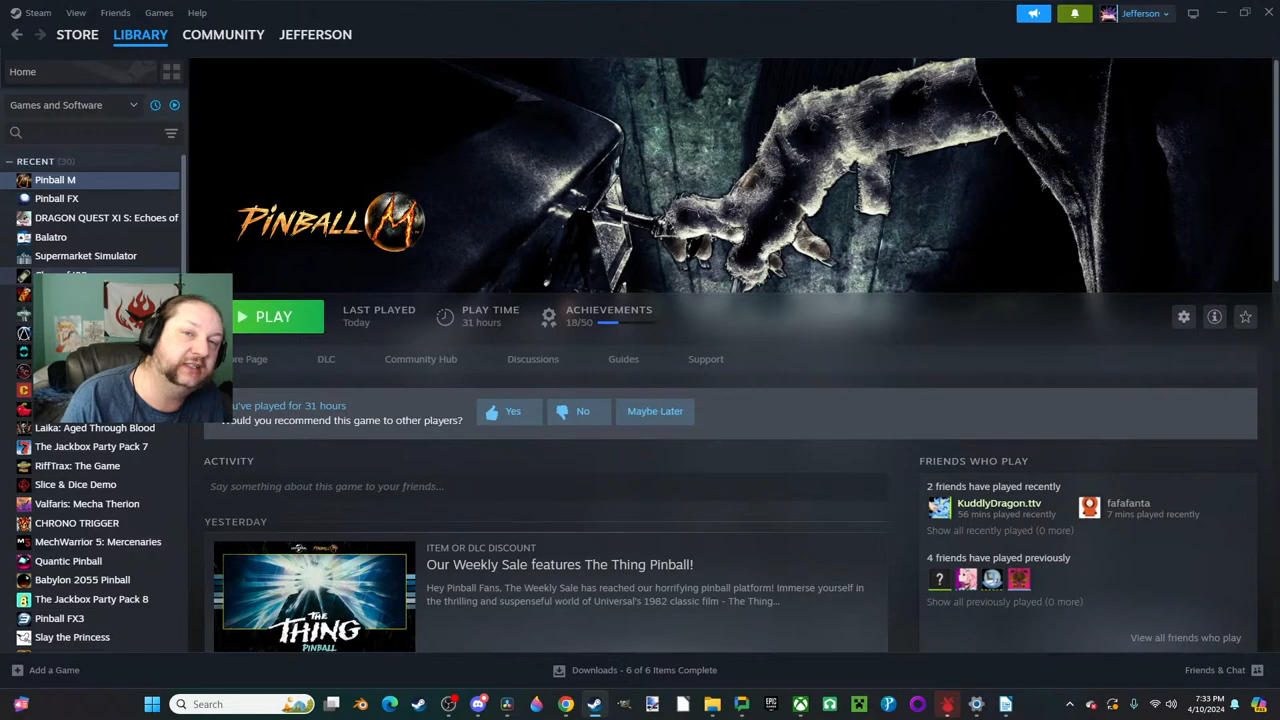 Steam View Friends Games Help
Jefferson
STORE LIBRARY COMMUNITY JEFFERSON
Home
Games and Software
RECENT (30)
Pinball M
Pinball FX
DRAGON QUEST XI S: Echoes of
Balatro
Supermarket Simulator
Laika: Aged Through Blood
The Jackbox Party Pack 7
RiffTrax: The Game
Slice & Dice Demo
Valfaris: Mecha Therion
CHRONO TRIGGER
MechWarrior 5: Mercenaries
Quantic Pinball
Babylon 2055 Pinball
The Jackbox Party Pack 8
Pinball FX3
Slay the Princess
PINBALL M
PLAY
LAST PLAYED
Today
PLAY TIME
31 hours
ACHIEVEMENTS
18/50
Page DLC Community Hub Discussions Guides Support
played for 31 hours
Would you recommend this game to other players?
Yes No Maybe Later
ACTIVITY
Say something about this game to your friends...
YESTERDAY
THE
THING
PINBALL
ITEM OR DLC DISCOUNT
Our Weekly Sale features The Thing Pinball!
Hey Pinball Fans, The Weekly Sale has reached our horrifying pinball platform! Immerse yourself in
the thrilling and suspenseful world of Universal's 1982 classic film - The Thing...
FRIENDS WHO PLAY
2 friends have played recently
KuddlyDragon.ttv
56 mins played recently
fafafanta
7 mins played recently
Show all recently played (0 more)
4 friends have played previously
?
Show all previously played (0 more)
View all friends who play
Add a Game
Downloads - 6 of 6 Items Complete
Friends & Chat
Search
7:33 PM
4/10/2024